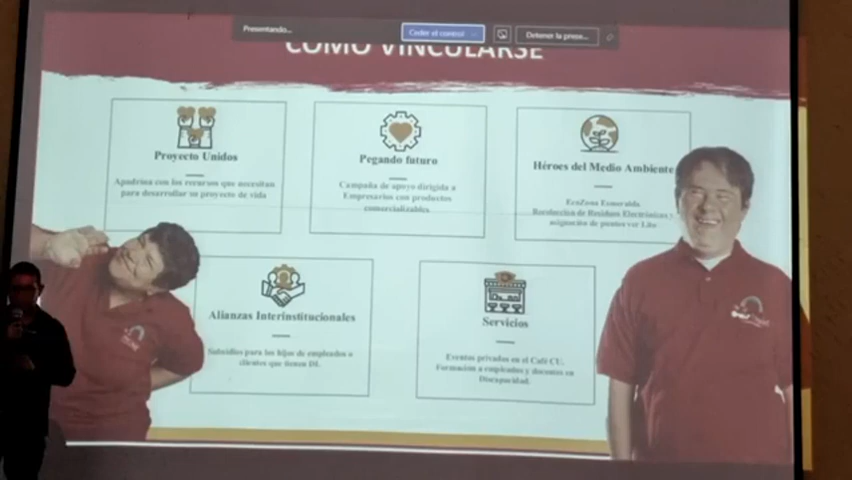 Presentando...
Ceder el control
Detener la prese...
COMO VINCULARSE
Proyecto Unidos
Apadrina con los recursos que necesitan
para desarrollar su proyecto de vida
Pegando futuro
Campaña de apoyo dirigida a
Empresarios con productos
comercializables
Héroes del Medio Ambiente
EcoZona Esmeralda.
Recolección de Residuos Electrónicos y
asignación de puntos ver
Alianzas Interinstitucionales
Subsidios para los hijos de empleados o
clientes que tienen DI.
Servicios
Eventos privados en el Café CU.
Formación a empleados y docentes en
Discapacidad.